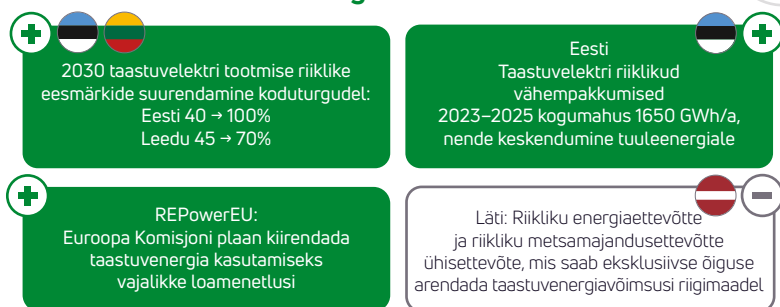 2030 taastuvelektri tootmise riiklike
eesmärkide suurendamine koduturgudel:
Eesti 40 → 100%
Leedu 45 → 70%
Eesti
Taastuvelektri riiklikud
vähempakkumised
2023–2025 kogumahus 1650 GWh/a,
nende keskendumine tuuleenergiale
REPowerEU:
Euroopa Komisjoni plaan kiirendada
taastuvenergia kasutamiseks
vajalikke loamenetlusi
Läti: Riikliku energiaettevõtte
ja riikliku metsamajandusettevõtte
ühisettevõte, mis saab eksklusiivse õiguse
arendada taastuvenergiavõimsusi riigimaadel